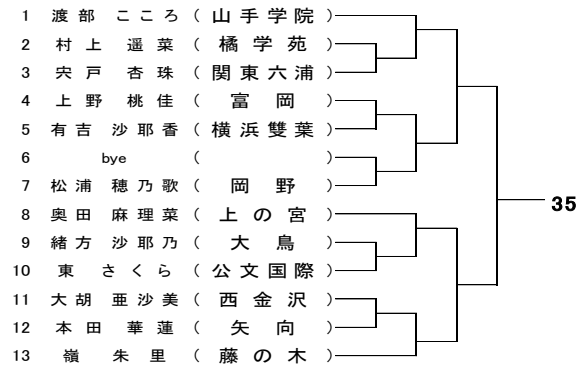 1 渡部 こころ (山手学院)
2 村上 遥菜 (橘学苑)
3 宍戸 杏珠 (関東六浦)
4 上野 桃佳 (富岡)
5 有吉 沙耶香 (横浜雙葉)
6 bye ( )
7 松浦 穂乃歌 (岡野)
8 奥田 麻理菜 (上の宮)
35
9 緒方 沙耶乃 (大鳥)
10 東 さくら (公文国際)
11 大胡 亜沙美 (西金沢)
12 本田 華蓮 (矢向)
13 嶺 朱里 (藤の木)